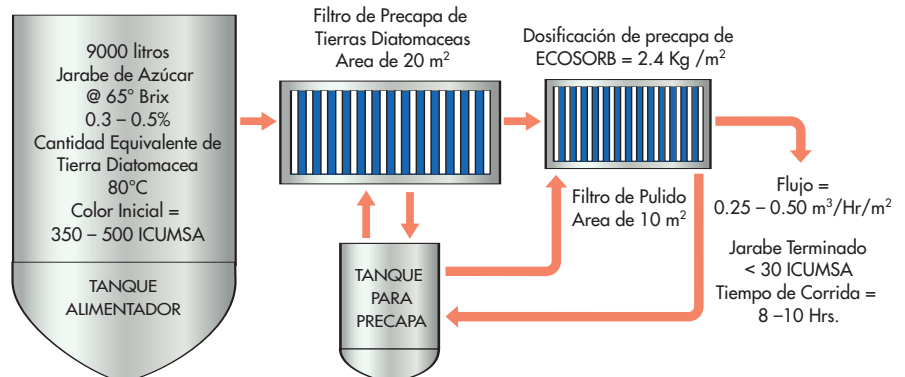 9000 litros
Jarabe de Azúcar
@ 65° Brix
0.3 – 0.5%
Cantidad Equivalente de
Tierra Diatomacea
80°C
Color Inicial =
350 – 500 ICUMSA
TANQUE
ALIMENTADOR
Filtro de Precapa de
Tierras Diatomaceas
Area de 20 m²
TANQUE
PARA
PRECAPA
Dosificación de precapa de
ECOSORB = 2.4 Kg /m²
Filtro de Pulido
Area de 10 m²
Flujo =
0.25 – 0.50 m³/Hr/m²
Jarabe Terminado
< 30 ICUMSA
Tiempo de Corrida =
8 –10 Hrs.